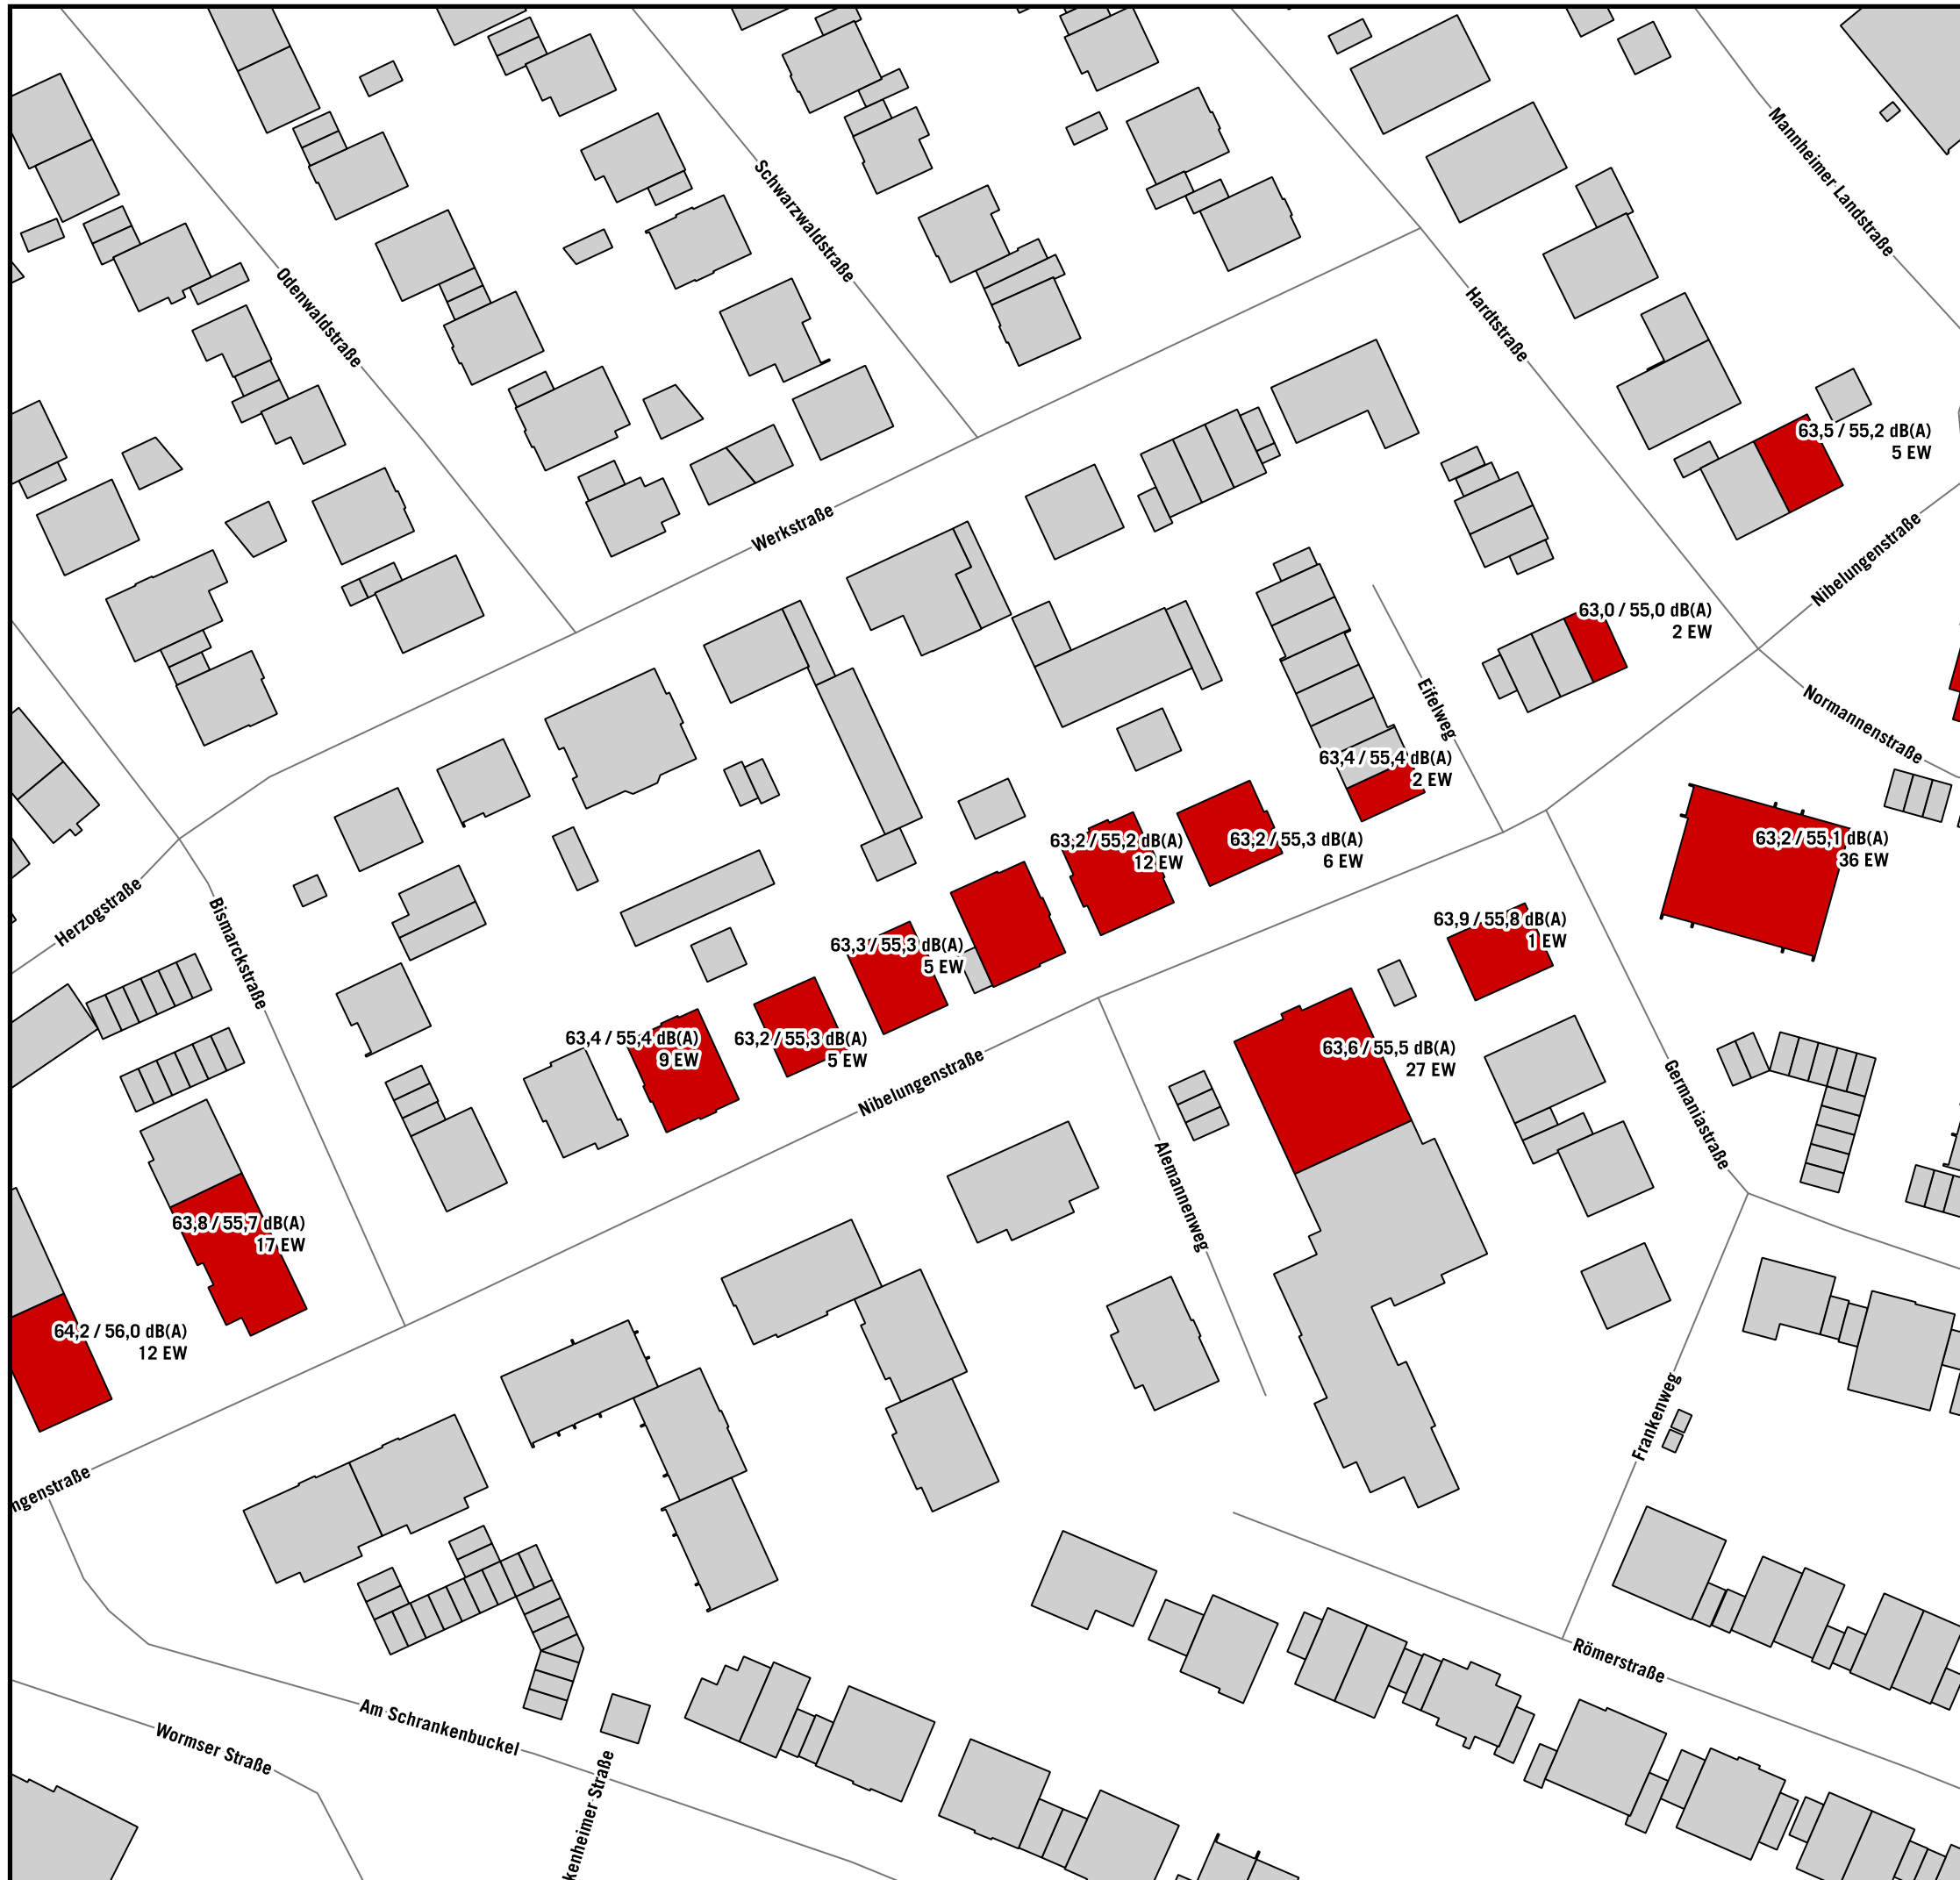 Mannheimer Landstraße
Schwarzwaldstraße
Odenwaldstraße
Hardtstraße
63,5 / 55,2 dB(A)
5 EW
Werkstraße
Nibelungenstraße
63,0 / 55,0 dB(A)
2 EW
Eifelweg
Normannenstraße
63,4 / 55,4 dB(A)
2 EW
63,2 / 55,2 dB(A)
12 EW
63,2 / 55,3 dB(A)
6 EW
63,2 / 55,1 dB(A)
36 EW
Herzogstraße
Bismarckstraße
63,9 / 55,8 dB(A)
1 EW
63,3 / 55,3 dB(A)
5 EW
63,4 / 55,4 dB(A)
9 EW
63,2 / 55,3 dB(A)
5 EW
63,6 / 55,5 dB(A)
27 EW
Nibelungenstraße
Germaniastraße
Alemannenweg
63,8 / 55,7 dB(A)
17 EW
64,2 / 56,0 dB(A)
12 EW
Frankenweg
ngenstraße
Römerstraße
Am Schrankenbuckel
Wormser Straße
kenheimer Straße